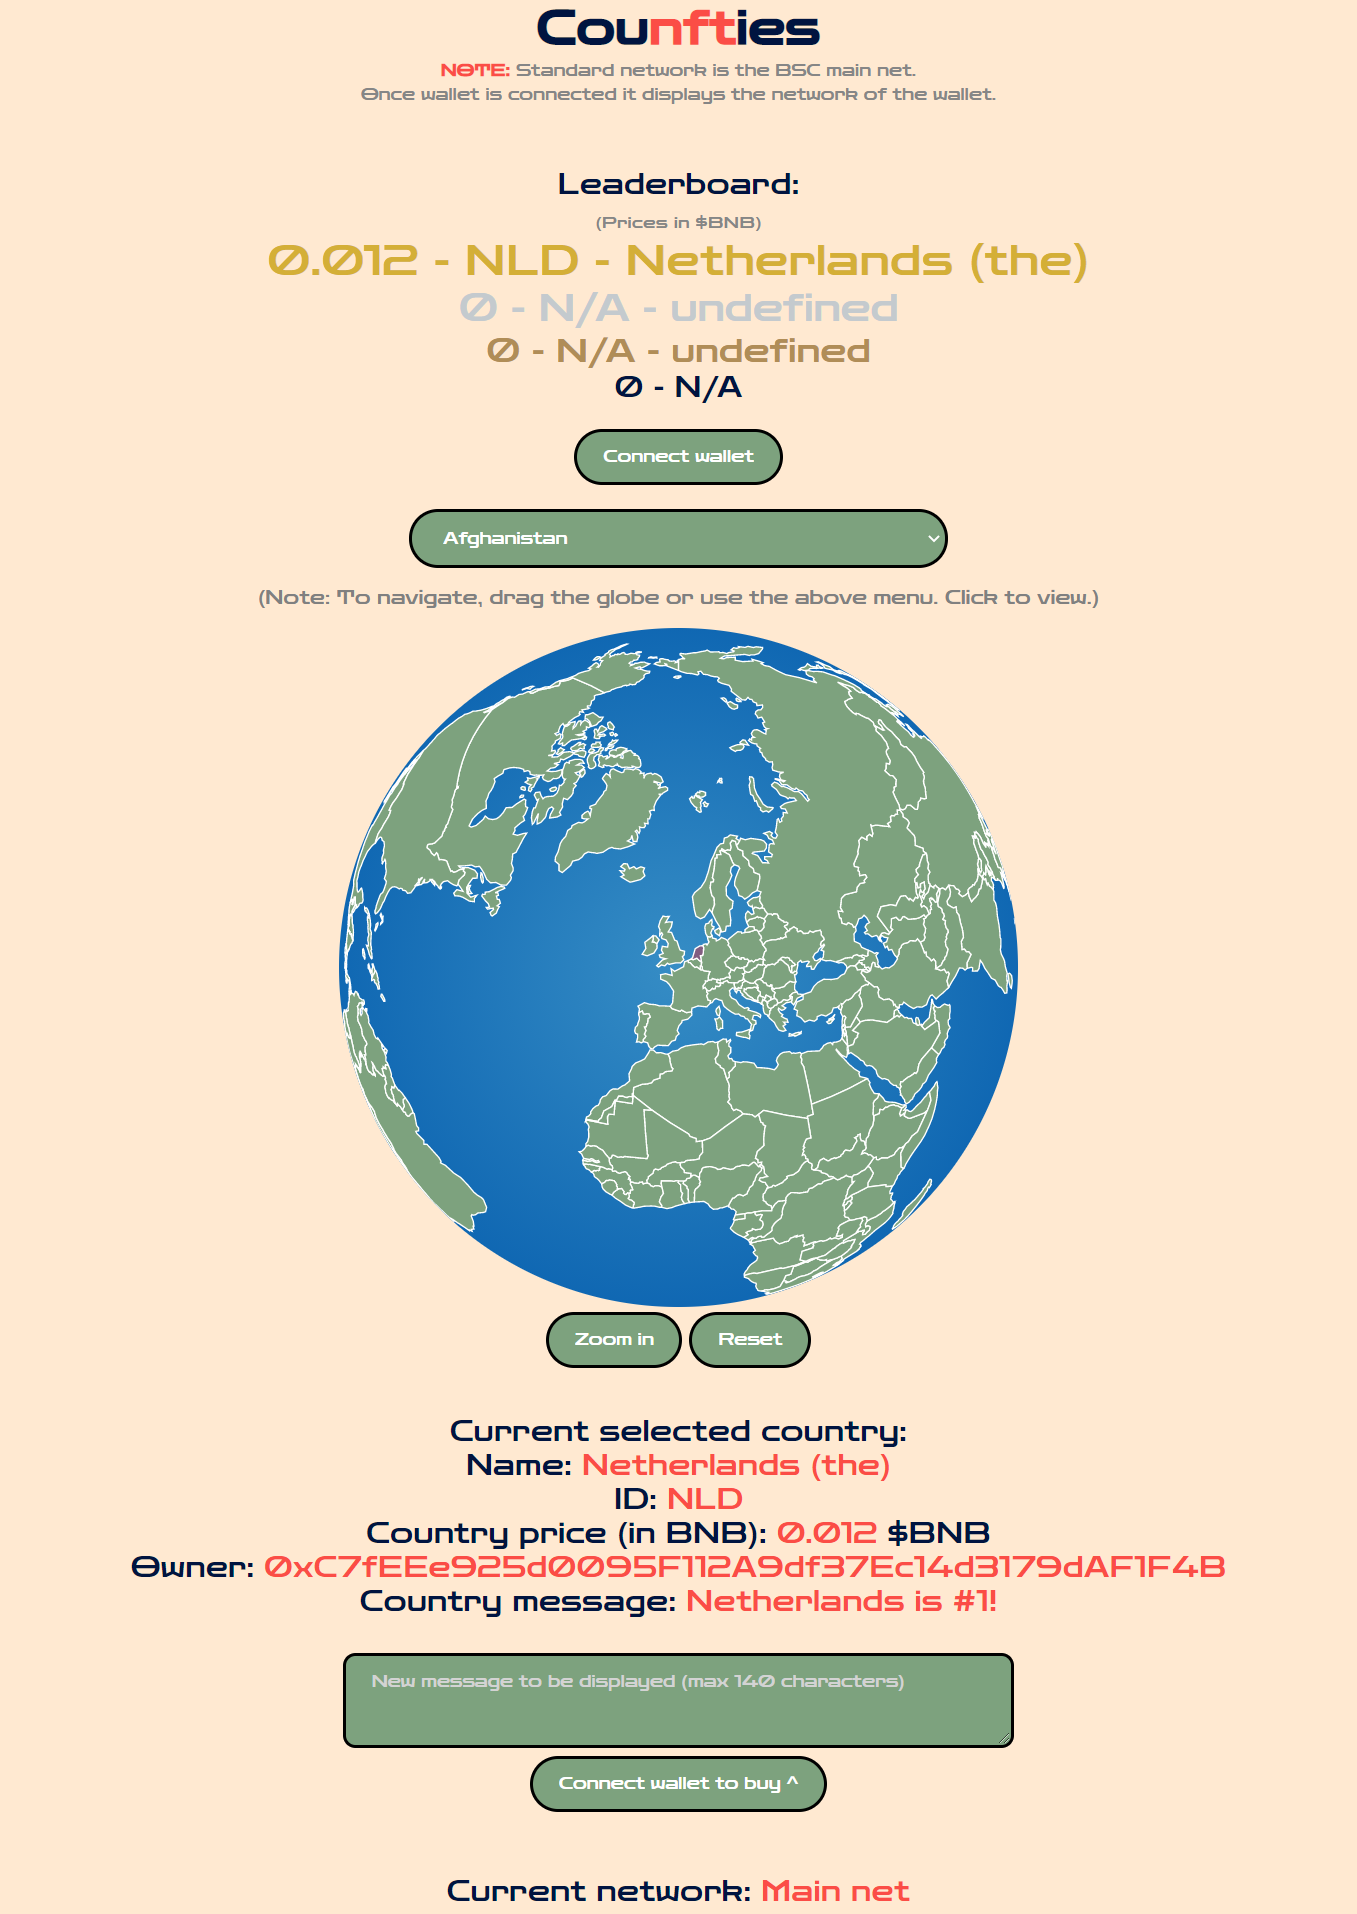 Counfties
NOTE: Standard network is the BSC main net.
Once wallet is connected it displays the network of the wallet.
Leaderboard:
(Prices in $BNB)
0.012 - NLD - Netherlands (the)
0 - N/A - undefined
0 - N/A - undefined
0 - N/A
Connect wallet
Afghanistan
(Note: To navigate, drag the globe or use the above menu. Click to view.)
Zoom in Reset
Current selected country:
Name: Netherlands (the)
ID: NLD
Country price (in BNB): 0.012 $BNB
Owner: 0xC7fEEe925d0095F112A9df37Ec14d3179dAF1F4B
Country message: Netherlands is #1!
New message to be displayed (max 140 characters)
Connect wallet to buy ^
Current network: Main net